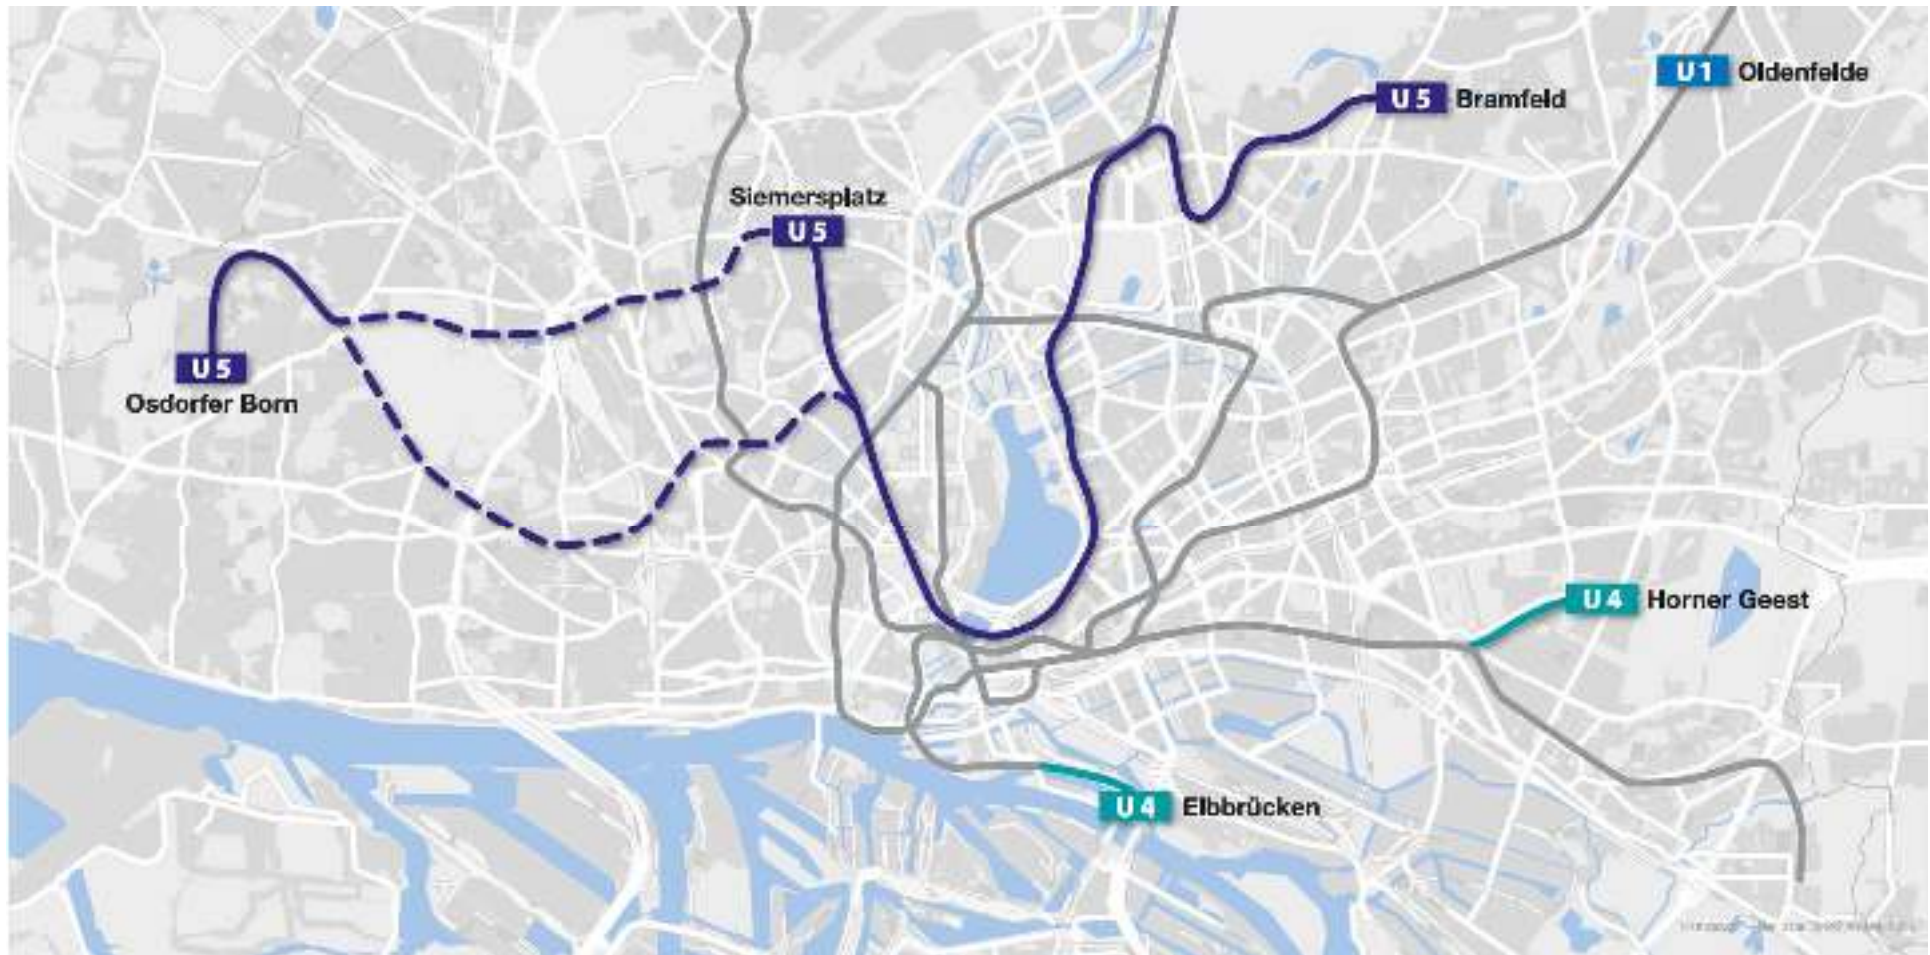 U1 Oldenfelde
U5 Bramfeld
Siemersplatz
U5
U5
Osdorfer Born
U4 Horner Geest
U4 Elbbrücken